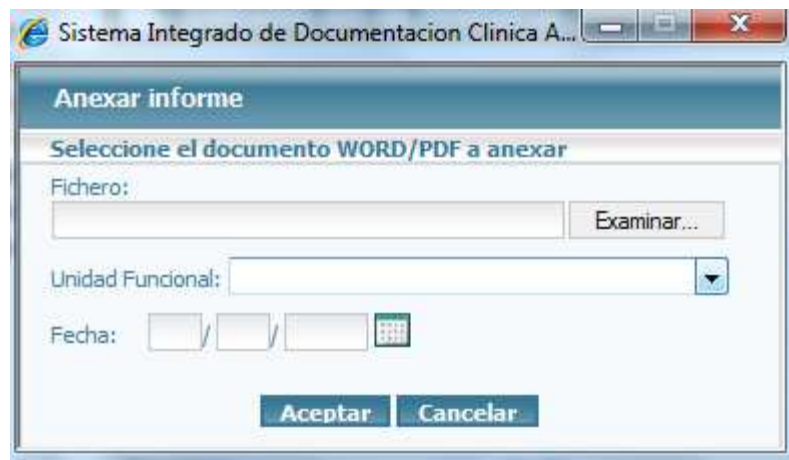 Sistema Integrado de Documentacion Clinica A...
Anexar informe
Seleccione el documento WORD/PDF a anexar
Fichero:
Examinar...
Unidad Funcional:
Fecha: / /
Aceptar Cancelar